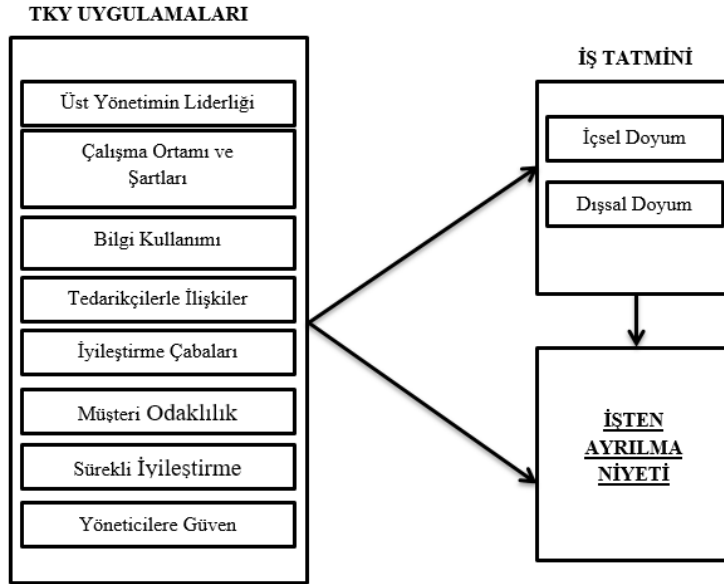 TKY UYGULAMALARI
Üst Yönetimin Liderliği
Çalışma Ortamı ve
Şartları
Bilgi Kullanımı
Tedarikçilerle İlişkiler
İyileştirme Çabaları
Müşteri Odaklılık
Sürekli İyileştirme
Yöneticilere Güven
İŞ TATMİNİ
İçsel Doyum
Dışsal Doyum
İŞTEN
AYRILMA
NİYETİ